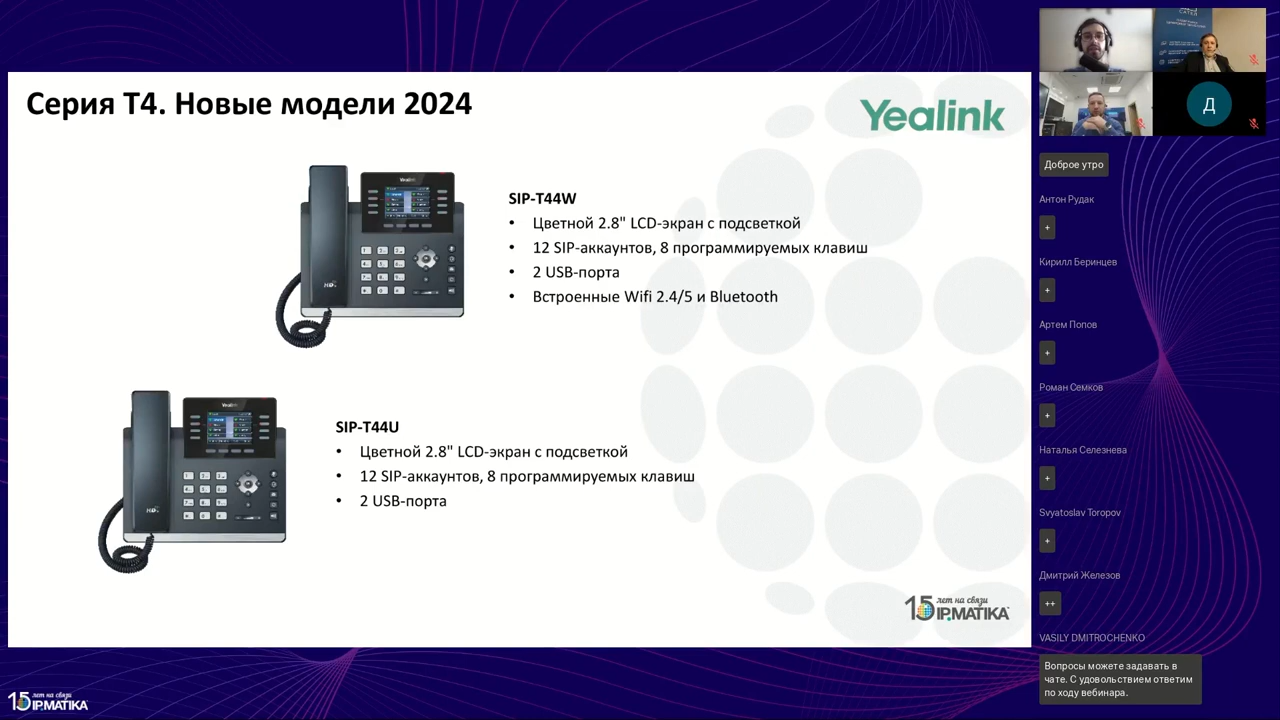 Серия Т4. Новые модели 2024
Yealink
SIP-T44W
• Цветной 2.8" LCD-экран с подсветкой
• 12 SIP-аккаунтов, 8 программируемых клавиш
• 2 USB-порта
• Встроенные Wifi 2.4/5 и Bluetooth
SIP-T44U
• Цветной 2.8" LCD-экран с подсветкой
• 12 SIP-аккаунтов, 8 программируемых клавиш
• 2 USB-порта
15 лет на связи
IPMATIKA
15 лет на связи
IPMATIKA
САТЕЛ
Д
Доброе утро
Антон Рудак
+
Кирилл Беринцев
+
Артем Попов
+
Роман Семков
+
Наталья Селезнева
+
Svyatoslav Toropov
+
Дмитрий Железов
++
VASILY DMITROCHENKO
Вопросы можете задавать в
чате. С удовольствием ответим
по ходу вебинара.